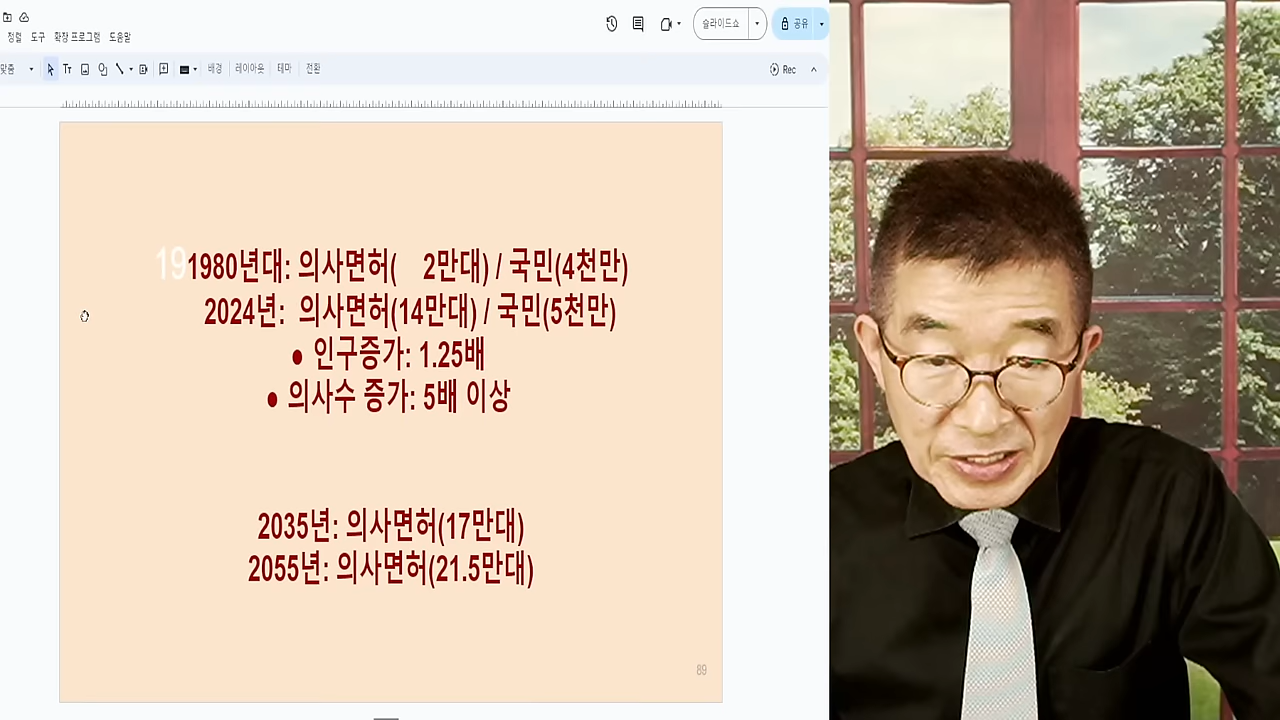 정렬 도구 확장 프로그램 도움말
슬라이드쇼
공유
맞춤
배경 레이아웃 테마 전환
Rec
19
1980년대: 의사면허( 2만대) / 국민(4천만)
2024년: 의사면허(14만대) / 국민(5천만)
● 인구증가: 1.25배
● 의사수 증가: 5배 이상
2035년: 의사면허(17만대)
2055년: 의사면허(21.5만대)
89